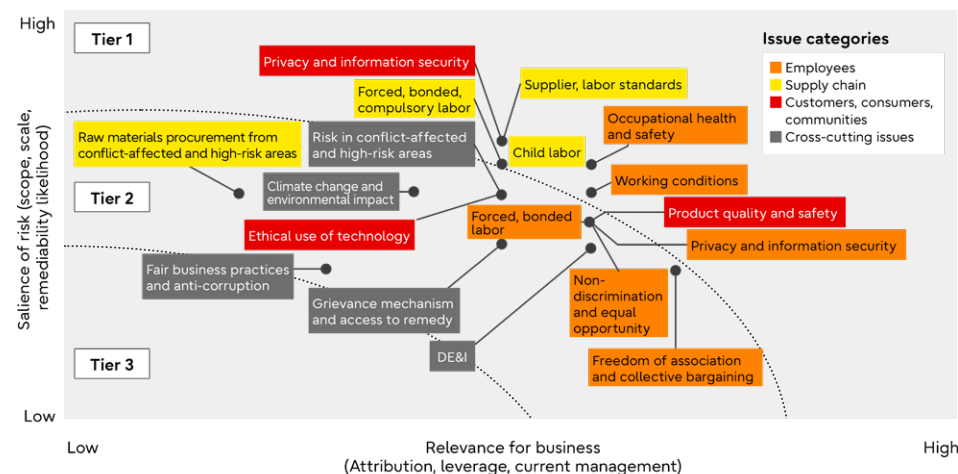 High
Tier 1
Issue categories
Employees
Supply chain
Customers, consumers,
communities
Cross-cutting issues
Privacy and information security
Forced, bonded,
compulsory labor
Supplier, labor standards
Occupational health
and safety
Raw materials procurement from
conflict-affected and high-risk areas
Risk in conflict-affected
and high-risk areas
Child labor
Salience of risk (scope, scale,
remediability likelihood)
Tier 2
Climate change and
environmental impact
Working conditions
Ethical use of technology
Forced, bonded
labor
Product quality and safety
Privacy and information security
Fair business practices
and anti-corruption
Grievance mechanism
and access to remedy
Non-
discrimination
and equal
opportunity
Tier 3
DE&I
Freedom of association
and collective bargaining
Low
Low
Relevance for business
(Attribution, leverage, current management)
High